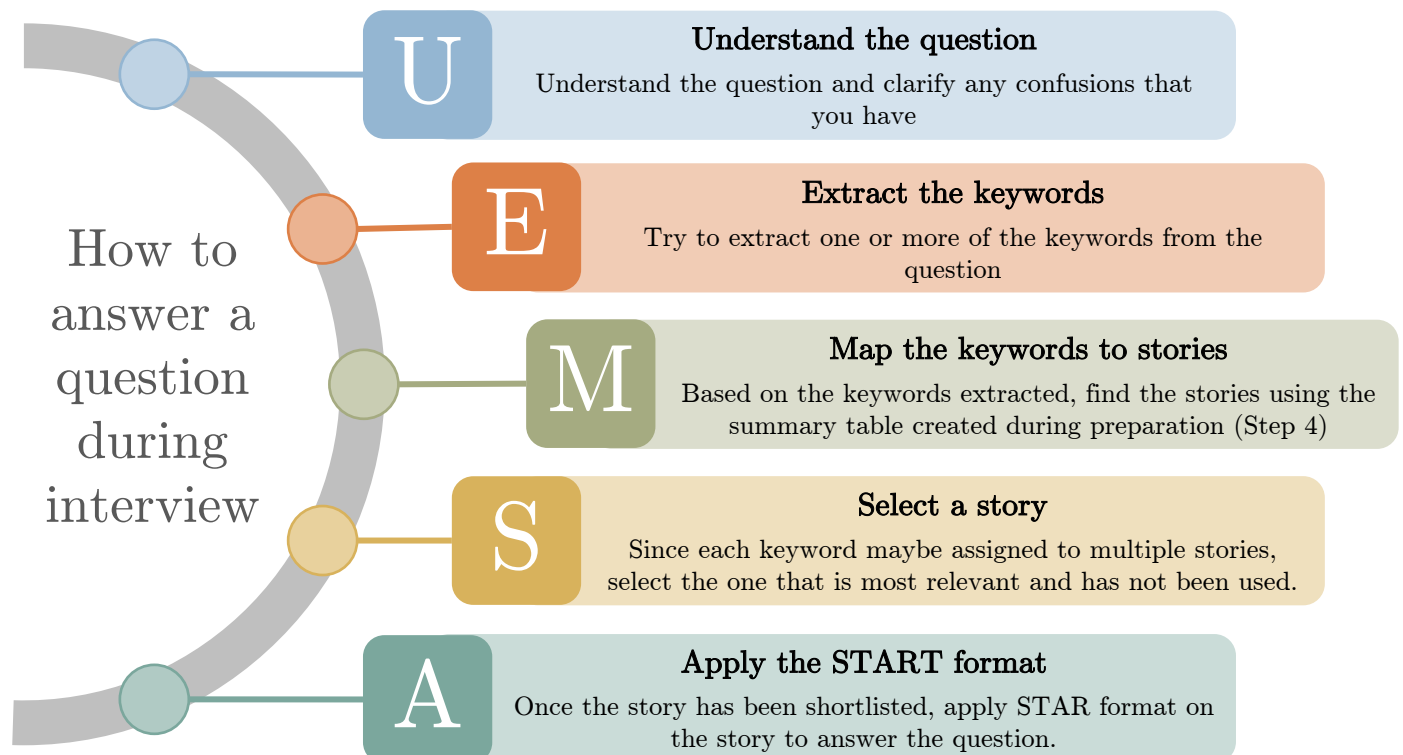 How to
answer a
question
during
interview
U
Understand the question
Understand the question and clarify any confusions that
you have
E
Extract the keywords
Try to extract one or more of the keywords from the
question
M
Map the keywords to stories
Based on the keywords extracted, find the stories using the
summary table created during preparation (Step 4)
S
Select a story
Since each keyword maybe assigned to multiple stories,
select the one that is most relevant and has not been used.
A
Apply the START format
Once the story has been shortlisted, apply STAR format on
the story to answer the question.